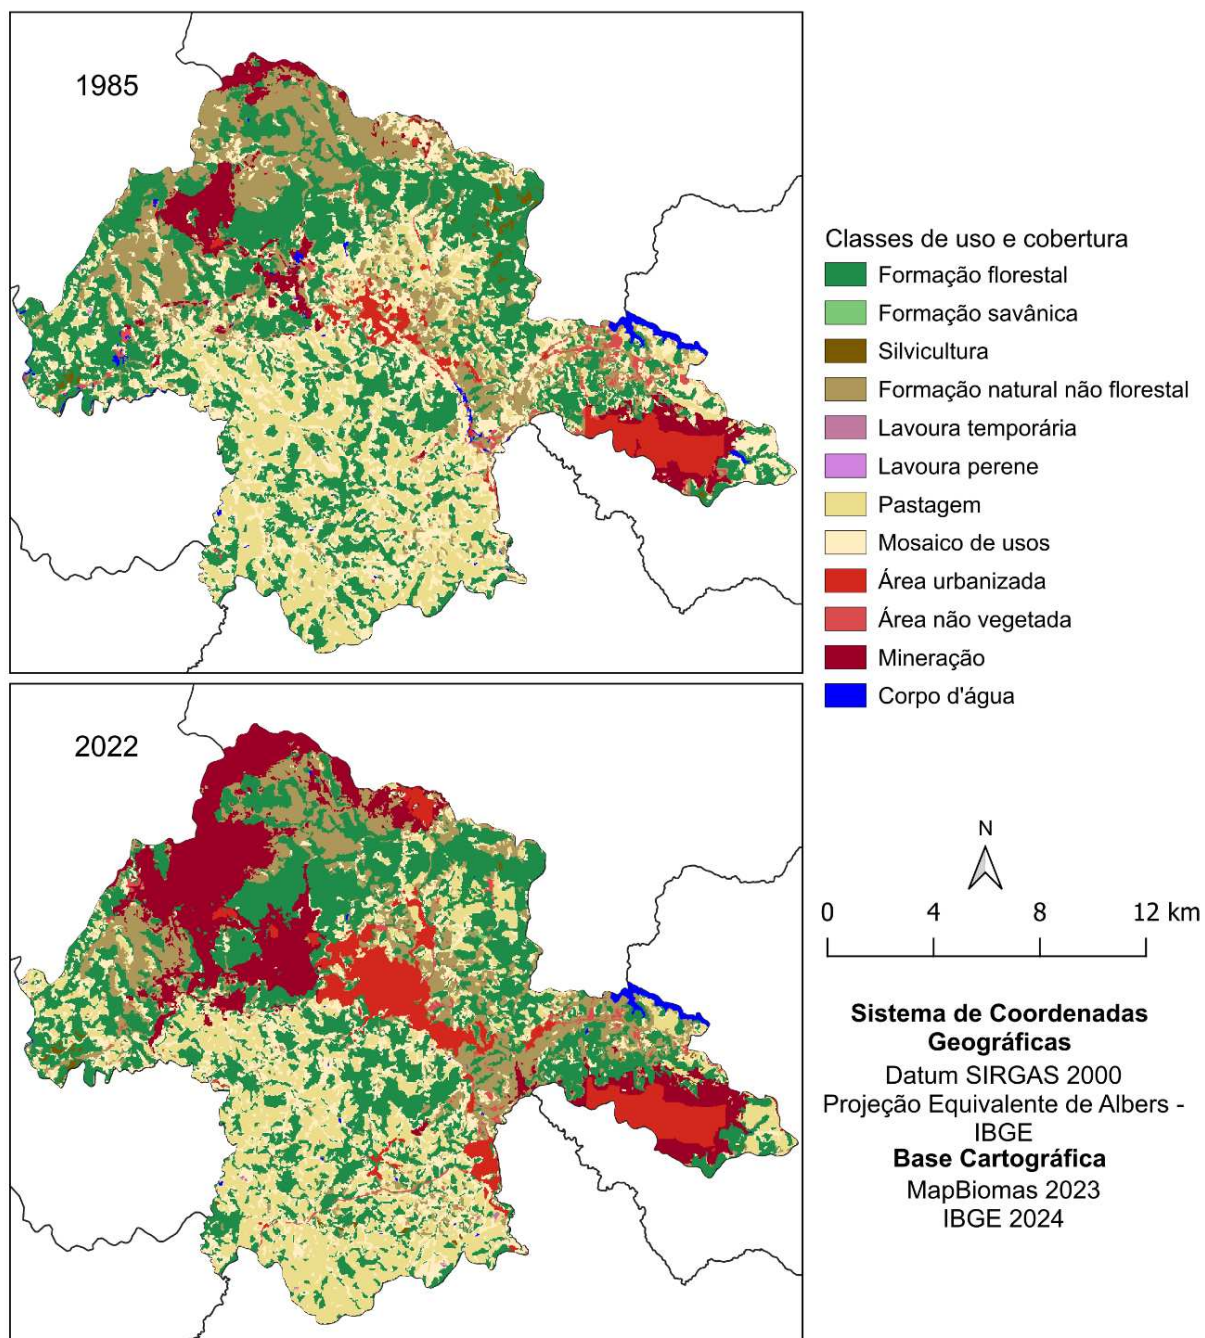 1985
2022
Classes de uso e cobertura
Formação florestal
Formação savânica
Silvicultura
Formação natural não florestal
Lavoura temporária
Lavoura perene
Pastagem
Mosaico de usos
Área urbanizada
Área não vegetada
Mineração
Corpo d'água
N
0 4 8 12 km
Sistema de Coordenadas
Geográficas
Datum SIRGAS 2000
Projeção Equivalente de Albers -
IBGE
Base Cartográfica
MapBiomas 2023
IBGE 2024